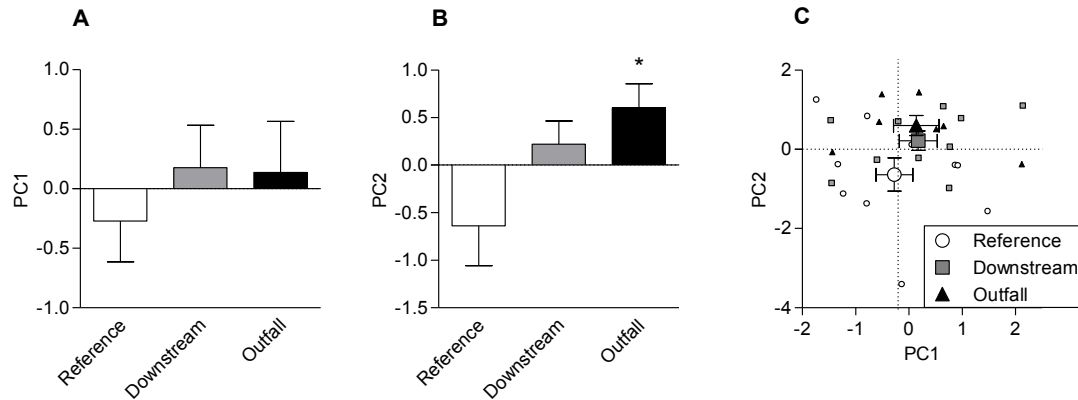 A
PC1
1.0
0.5
0.0
-0.5
-1.0
Reference
Downstream
Outfall
B
PC2
1.0
0.5
0.0
-0.5
-1.0
-1.5
*
Reference
Downstream
Outfall
C
PC2
2
0
-2
-4
-2
-1
0
1
2
PC1
Reference
Downstream
Outfall